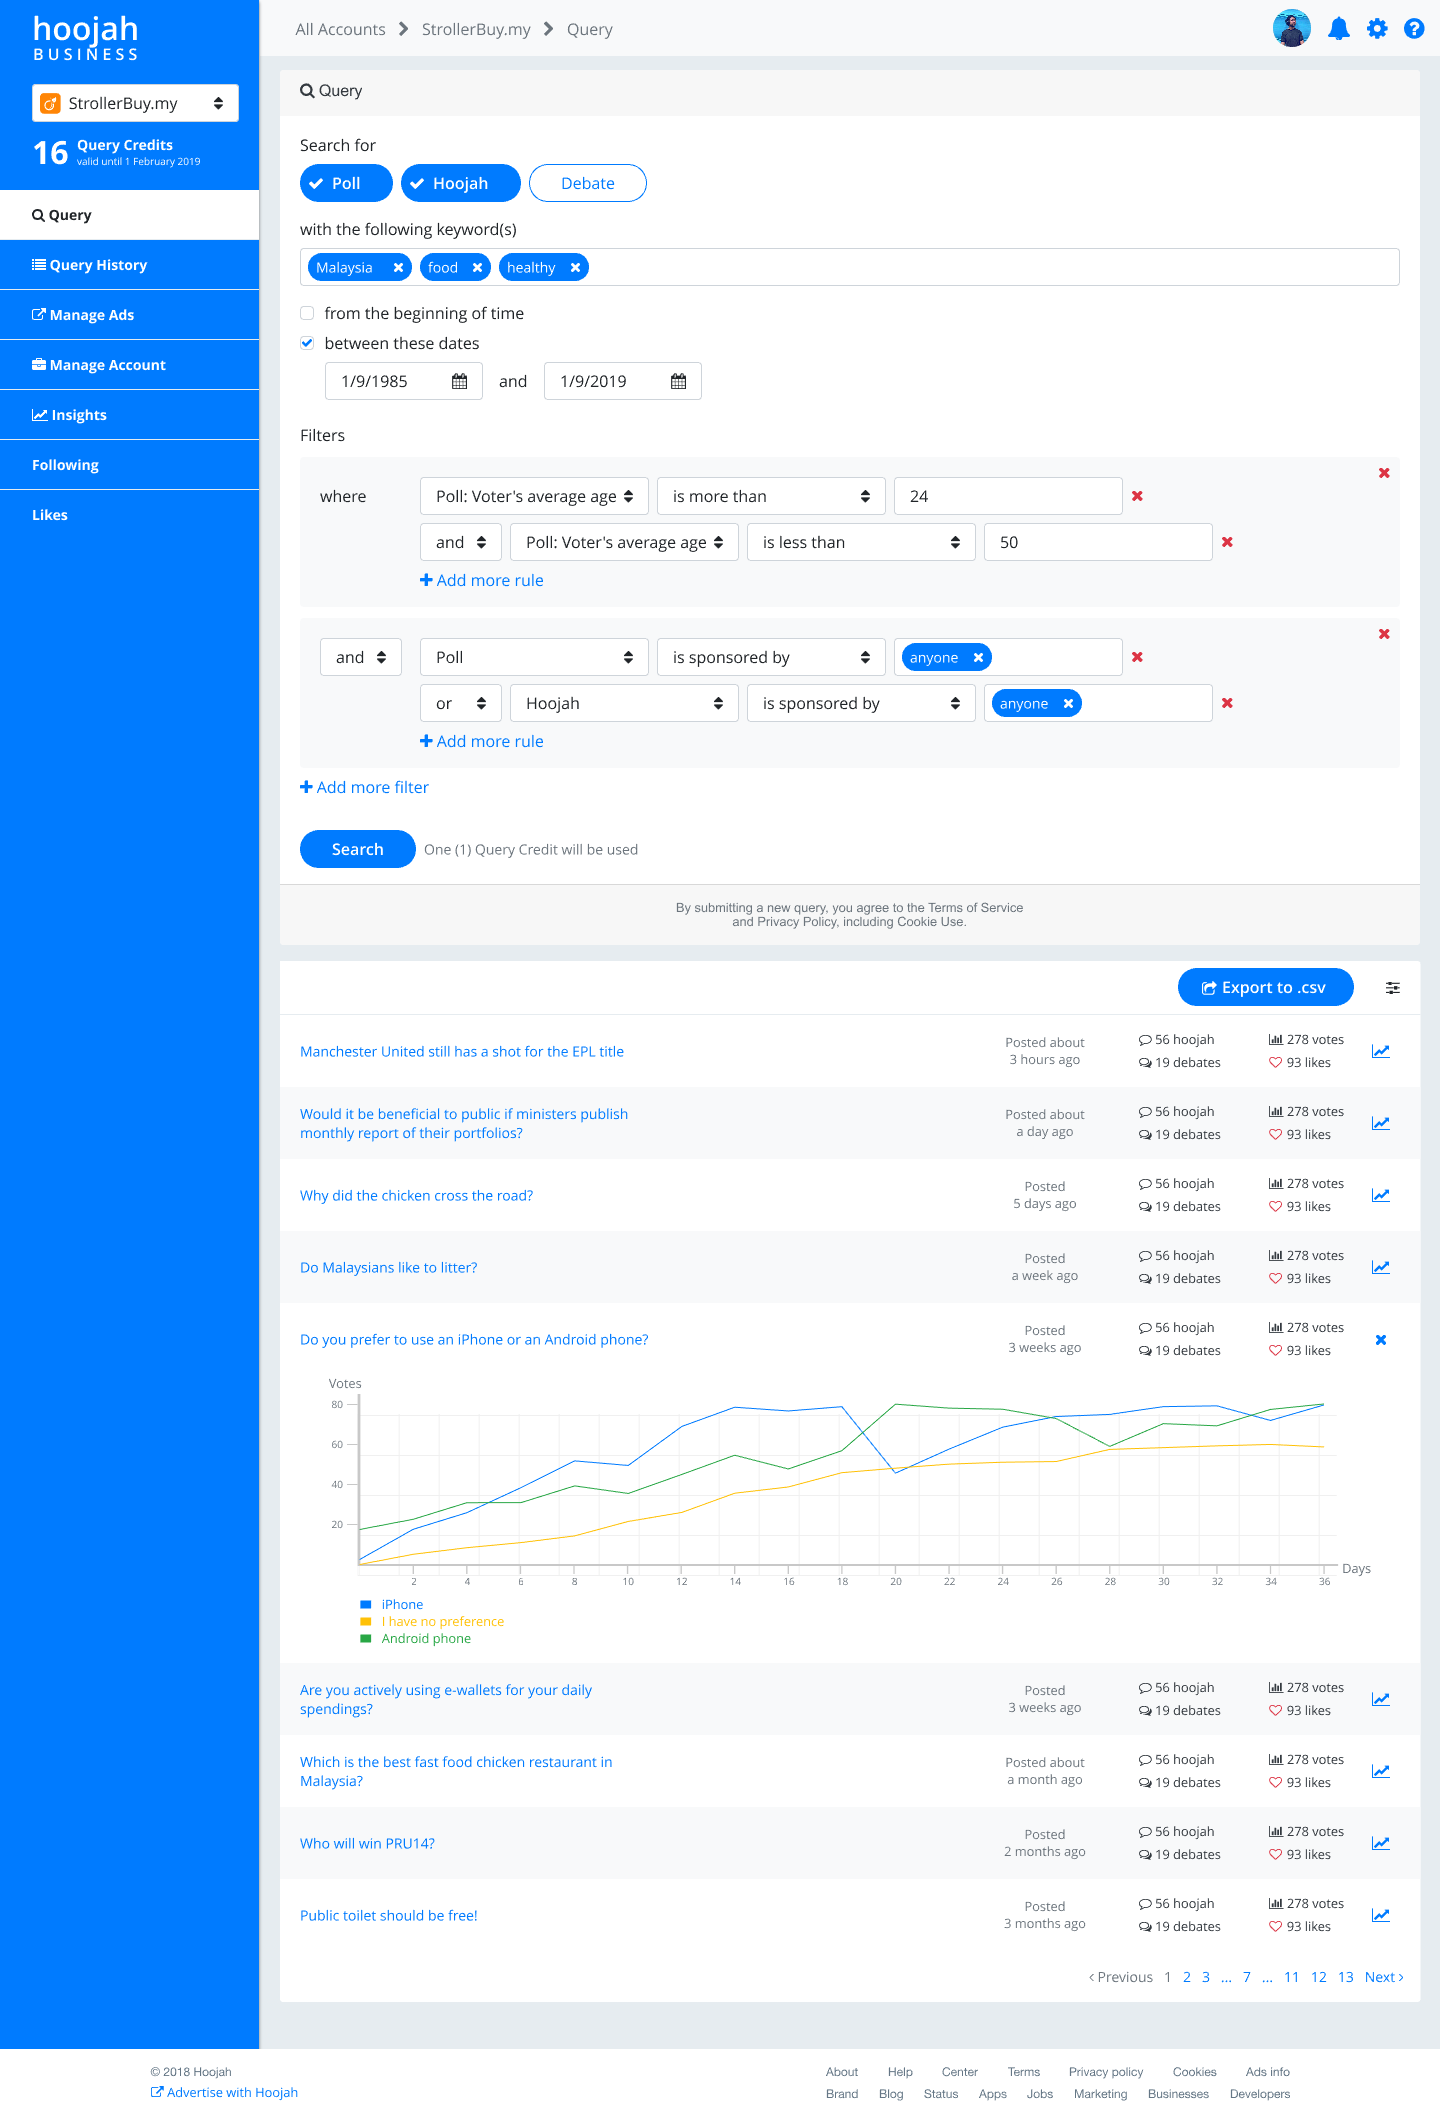 hoojah
BUSINESS
StrollerBuy.my
16 Query Credits
valid until 1 February 2019
Query
Query History
Manage Ads
Manage Account
Insights
Following
Likes
All Accounts StrollerBuy.my Query
Query
Search for
Poll Hoojah Debate
with the following keyword(s)
Malaysia food healthy
from the beginning of time
between these dates
1/9/1985 and 1/9/2019
Filters
where Poll: Voter's average age is more than 24
and Poll: Voter's average age is less than 50
Add more rule
and Poll is sponsored by anyone
or Hoojah is sponsored by anyone
Add more rule
Add more filter
Search One (1) Query Credit will be used
By submitting a new query, you agree to the Terms of Service
and Privacy Policy, including Cookie Use.
Export to .csv
Manchester United still has a shot for the EPL title
Posted about
3 hours ago
56 hoojah 278 votes
19 debates 93 likes
Would it be beneficial to public if ministers publish
monthly report of their portfolios?
Posted about
a day ago
56 hoojah 278 votes
19 debates 93 likes
Why did the chicken cross the road?
Posted
5 days ago
56 hoojah 278 votes
19 debates 93 likes
Do Malaysians like to litter?
Posted
a week ago
56 hoojah 278 votes
19 debates 93 likes
Do you prefer to use an iPhone or an Android phone?
Posted
3 weeks ago
56 hoojah 278 votes
19 debates 93 likes
Votes
80
60
40
20
2 4 6 8 10 12 14 16 18 20 22 24 26 28 30 32 34 36 Days
iPhone
I have no preference
Android phone
Are you actively using e-wallets for your daily
spendings?
Posted
3 weeks ago
56 hoojah 278 votes
19 debates 93 likes
Which is the best fast food chicken restaurant in
Malaysia?
Posted about
a month ago
56 hoojah 278 votes
19 debates 93 likes
Who will win PRU14?
Posted
2 months ago
56 hoojah 278 votes
19 debates 93 likes
Public toilet should be free!
Posted
3 months ago
56 hoojah 278 votes
19 debates 93 likes
‹ Previous 1 2 3 ... 7 ... 11 12 13 Next ›
© 2018 Hoojah
Advertise with Hoojah
About Help Center Terms Privacy policy Cookies Ads info
Brand Blog Status Apps Jobs Marketing Businesses Developers